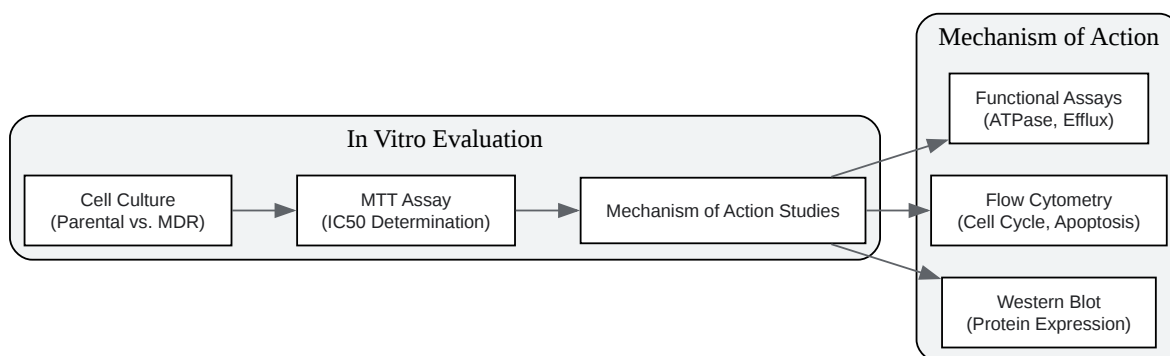 In Vitro Evaluation
Cell Culture
(Parental vs. MDR)
MTT Assay
(IC50 Determination)
Mechanism of Action Studies
Mechanism of Action
Functional Assays
(ATPase, Efflux)
Flow Cytometry
(Cell Cycle, Apoptosis)
Western Blot
(Protein Expression)